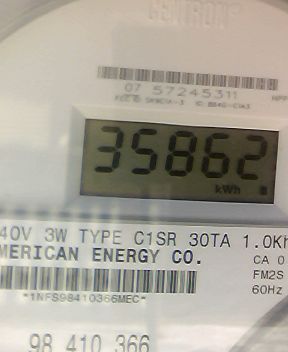 CENTRON
07 57245311
35862
kWh
40V 3W TYPE C1SR 30TA 1.0Kh
MERICAN ENERGY CO.
CA 0
FM2S
*1NFS98410366MEC*
60Hz
98 410 366